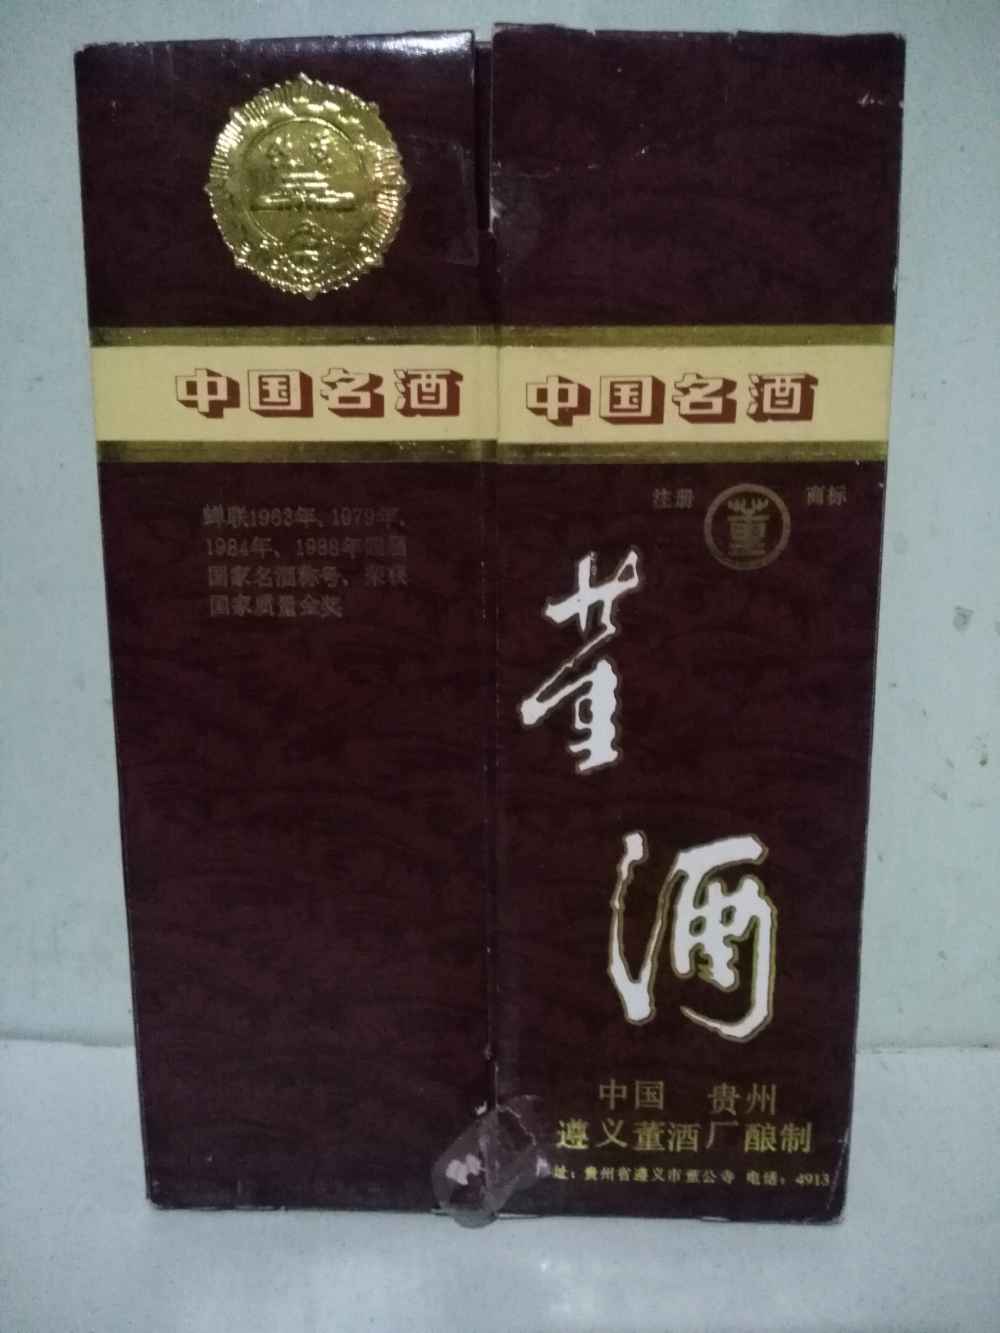 中国名酒
蝉联1963年、1979年、
1984年、1988年四届
国家名酒称号、荣获
国家质量金奖
中国名酒
注册 董 商标
董
酒
中国 贵州
遵义董酒厂酿制
址：贵州省遵义市董公寺 电话：4913